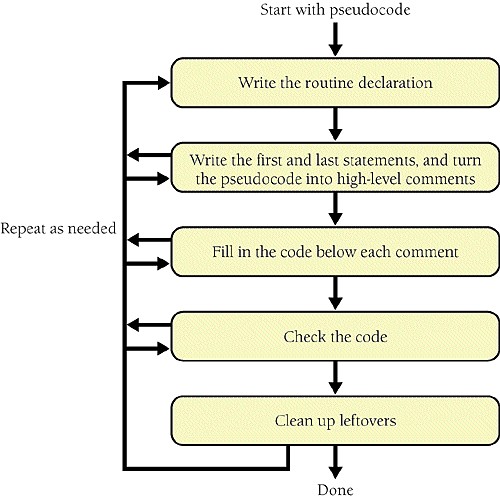 Start with pseudocode
Write the routine declaration
Write the first and last statements, and turn
the pseudocode into high-level comments
Repeat as needed
Fill in the code below each comment
Check the code
Clean up leftovers
Done